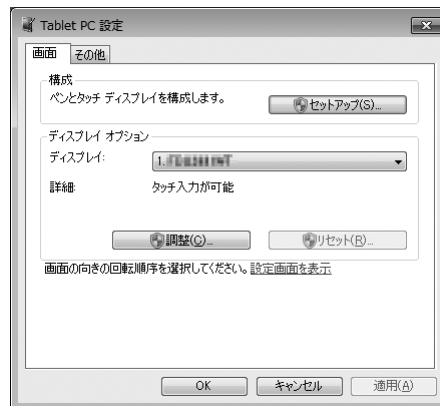 Tablet PC 設定
画面 その他
構成
ペンとタッチ ディスプレイを構成します。 セットアップ(S)...
ディスプレイ オプション
ディスプレイ: 1.
詳細: タッチ入力が可能
調整(C)... リセット(R)...
画面の向きの回転順序を選択してください。設定画面を表示
OK キャンセル 適用(A)